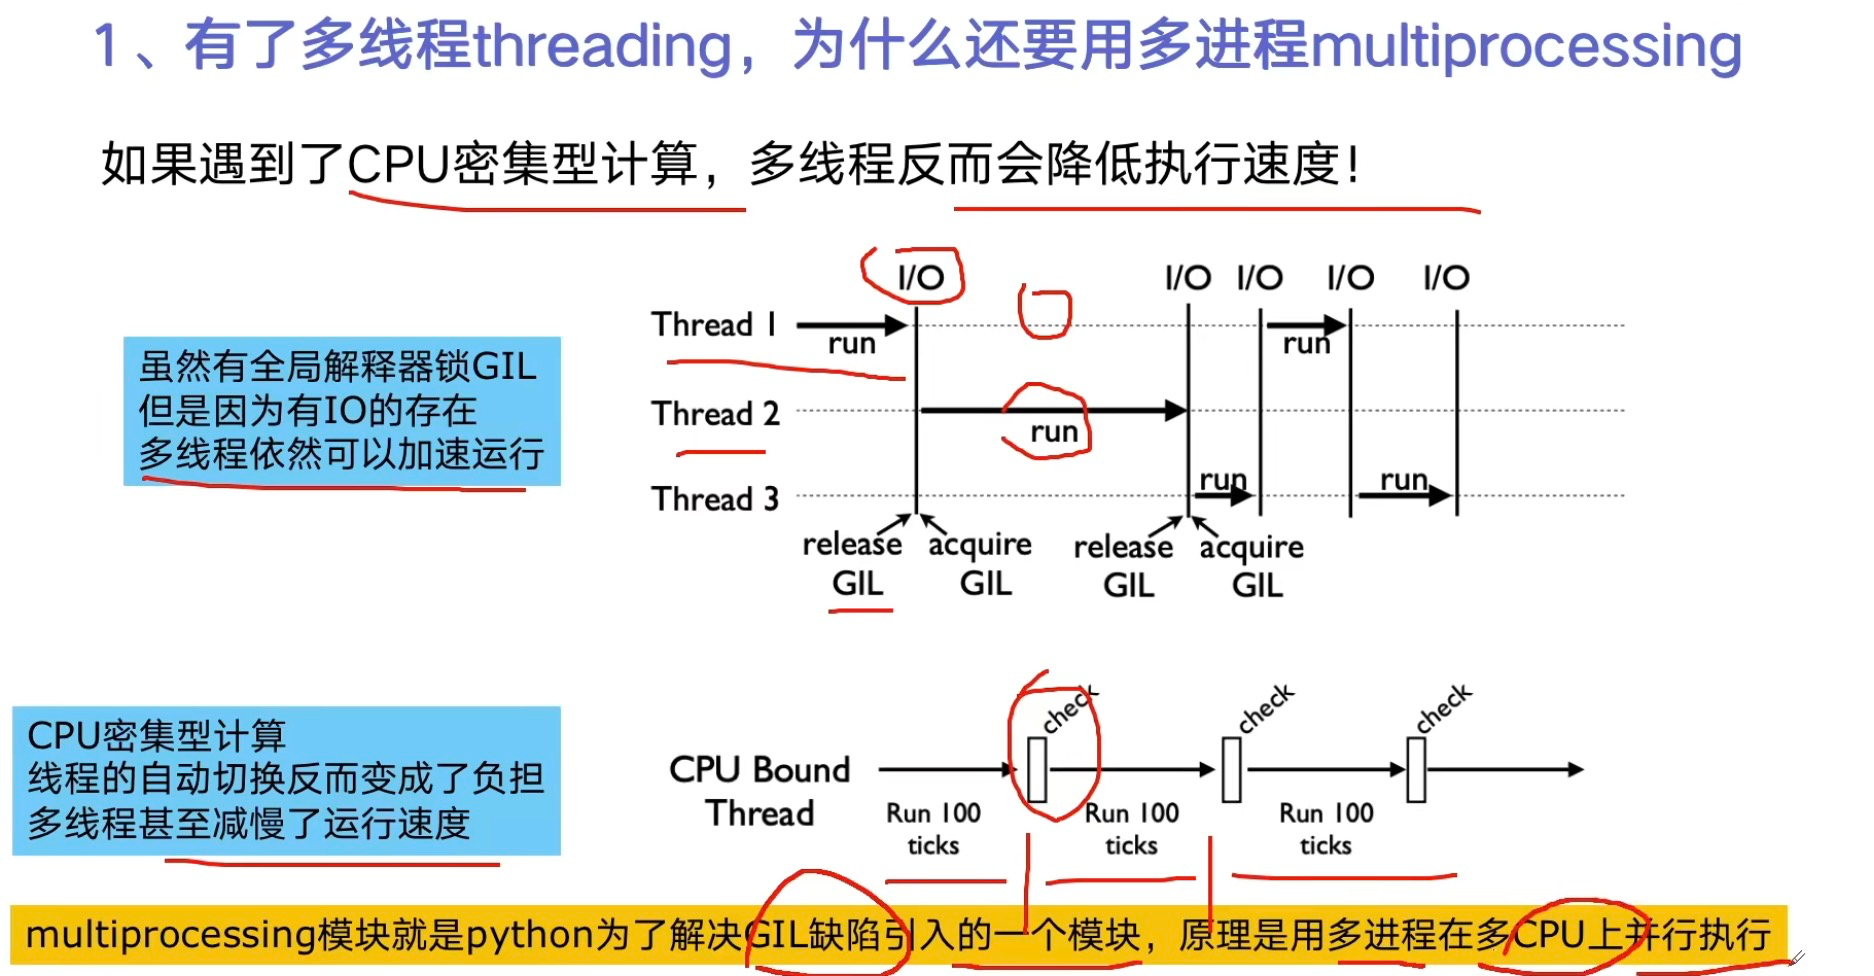 1、有了多线程threading，为什么还要用多进程multiprocessing
如果遇到了CPU密集型计算，多线程反而会降低执行速度！
虽然有全局解释器锁GIL
但是因为有IO的存在
多线程依然可以加速运行
I/O I/O I/O I/O I/O
Thread 1
run run
Thread 2
run
Thread 3
run run
release acquire release acquire
GIL GIL GIL GIL
CPU密集型计算
线程的自动切换反而变成了负担
多线程甚至减慢了运行速度
check check check
CPU Bound
Thread
Run 100 Run 100 Run 100
ticks ticks ticks
multiprocessing模块就是python为了解决GIL缺陷引入的一个模块，原理是用多进程在多CPU上并行执行